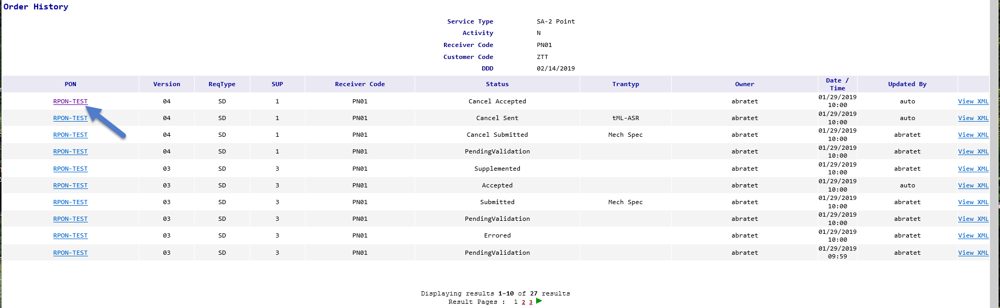 Order History
Service Type SA-2 Point
Activity N
Receiver Code PN01
Customer Code ZTT
DDD 02/14/2019
PON Version ReqType SUP Receiver Code Status Trantyp Owner Date / Time Updated By
RPON-TEST 04 SD 1 PN01 Cancel Accepted abratet 01/29/2019 10:00 auto View XML
RPON-TEST 04 SD 1 PN01 Cancel Sent tML-ASR abratet 01/29/2019 10:00 auto View XML
RPON-TEST 04 SD 1 PN01 Cancel Submitted Mech Spec abratet 01/29/2019 10:00 abratet View XML
RPON-TEST 04 SD 1 PN01 PendingValidation abratet 01/29/2019 10:00 abratet View XML
RPON-TEST 03 SD 3 PN01 Supplemented abratet 01/29/2019 10:00 abratet View XML
RPON-TEST 03 SD 3 PN01 Accepted abratet 01/29/2019 10:00 auto View XML
RPON-TEST 03 SD 3 PN01 Submitted Mech Spec abratet 01/29/2019 10:00 abratet View XML
RPON-TEST 03 SD 3 PN01 PendingValidation abratet 01/29/2019 10:00 abratet View XML
RPON-TEST 03 SD 3 PN01 Errored abratet 01/29/2019 10:00 abratet View XML
RPON-TEST 03 SD 3 PN01 PendingValidation abratet 01/29/2019 09:59 abratet View XML
Displaying results 1-10 of 27 results
Result Pages : 1 2 3